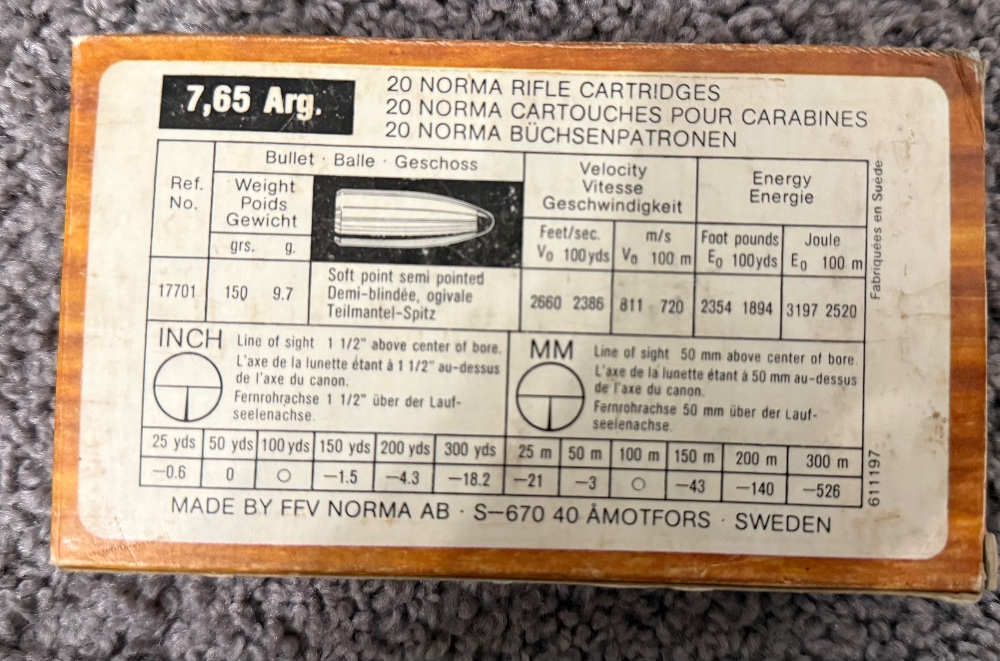 7,65 Arg.
20 NORMA RIFLE CARTRIDGES
20 NORMA CARTOUCHES POUR CARABINES
20 NORMA BÜCHSENPATRONEN
Ref.
No.
Bullet · Balle · Geschoss
Weight
Poids
Gewicht
grs. g.
Velocity
Vitesse
Geschwindigkeit
Feet/sec.
V₀ 100yds
m/s
V₀ 100 m
Energy
Energie
Foot pounds
E₀ 100yds
Joule
E₀ 100 m
17701
150 9.7
Soft point semi pointed
Demi-blindée, ogivale
Teilmantel-Spitz
2660 2386
811 720
2354 1894
3197 2520
Fabriquées en Suède
INCH
Line of sight 1 1/2" above center of bore.
L'axe de la lunette étant à 1 1/2" au-dessus
de l'axe du canon.
Fernrohrachse 1 1/2" über der Lauf-
seelenachse.
MM
Line of sight 50 mm above center of bore.
L'axe de la lunette étant à 50 mm au-dessus
de l'axe du canon.
Fernrohrachse 50 mm über der Lauf-
seelenachse.
25 yds 50 yds 100 yds 150 yds 200 yds 300 yds 25 m 50 m 100 m 150 m 200 m 300 m
−0.6 0 ○ −1.5 −4.3 −18.2 −21 −3 ○ −43 −140 −526
611197
MADE BY FFV NORMA AB · S−670 40 ÅMOTFORS · SWEDEN